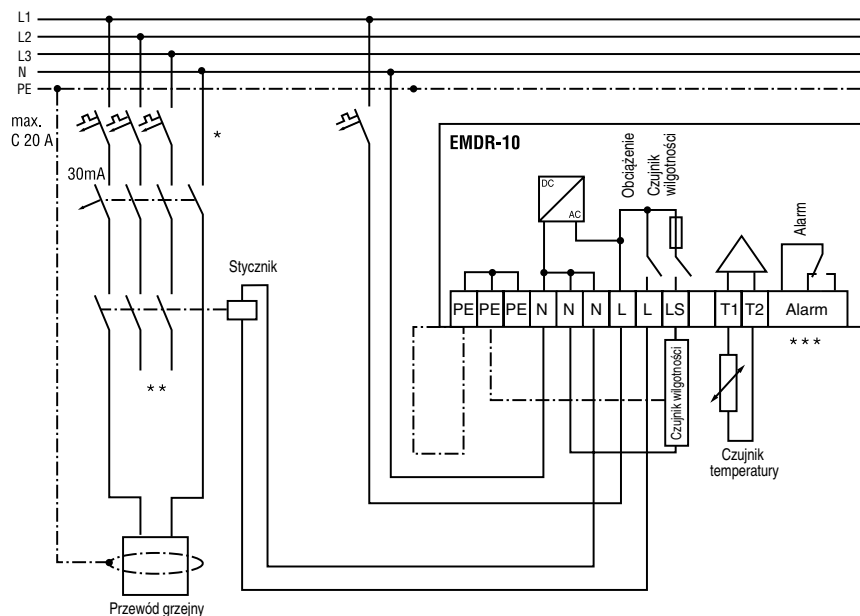 L1
L2
L3
N
PE
max.
C 20 A
*
30mA
EMDR-10
Obciążenie
Czujnik
wilgotności
Alarm
DC
AC
Stycznik
PE PE PE N N N L L LS T1 T2 Alarm
* * *
* *
Czujnik wilgotności
Czujnik
temperatury
Przewód grzejny